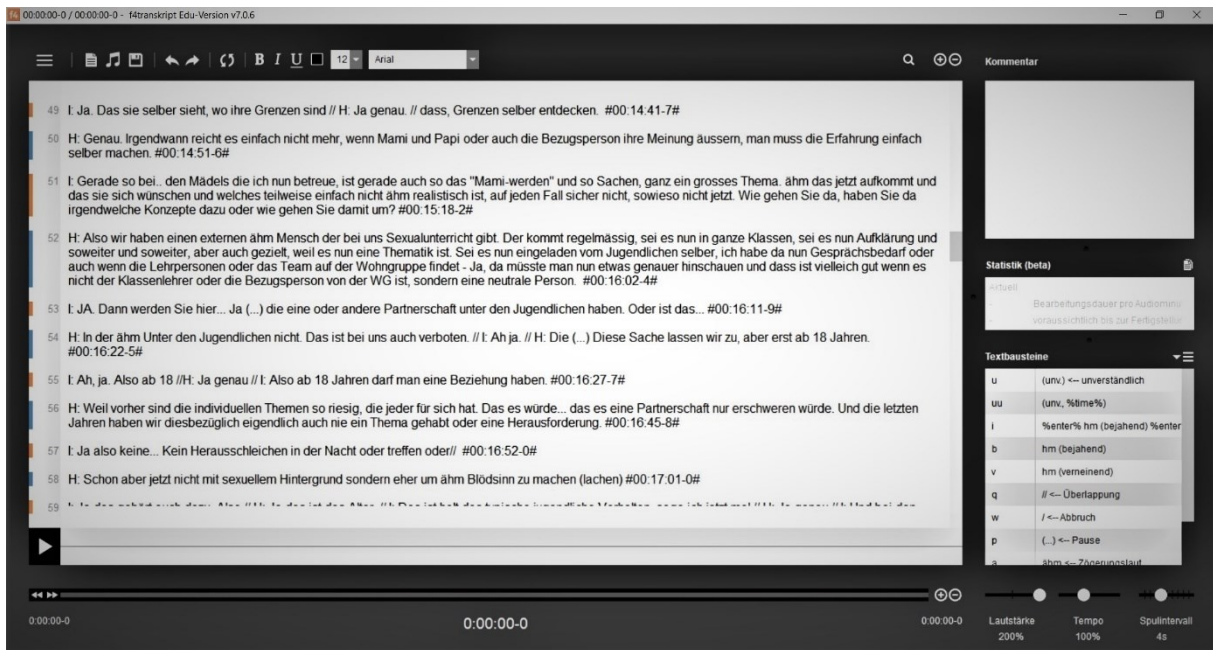 f4 00:00:00-0 / 00:00:00-0 - f4transkript Edu-Version v7.0.6
B I U 12 Arial
Kommentar
49 I: Ja. Das sie selber sieht, wo ihre Grenzen sind // H: Ja genau. // dass, Grenzen selber entdecken. #00:14:41-7#
50 H: Genau. Irgendwann reicht es einfach nicht mehr, wenn Mami und Papi oder auch die Bezugsperson ihre Meinung äussern, man muss die Erfahrung einfach
selber machen. #00:14:51-6#
51 I: Gerade so bei.. den Mädels die ich nun betreue, ist gerade auch so das "Mami-werden" und so Sachen, ganz ein grosses Thema. ähm das jetzt aufkommt und
das sie sich wünschen und welches teilweise einfach nicht ähm realistisch ist, auf jeden Fall sicher nicht, sowieso nicht jetzt. Wie gehen Sie da, haben Sie da
irgendwelche Konzepte dazu oder wie gehen Sie damit um? #00:15:18-2#
52 H: Also wir haben einen externen ähm Mensch der bei uns Sexualunterricht gibt. Der kommt regelmässig, sei es nun in ganze Klassen, sei es nun Aufklärung und
soweiter und soweiter, aber auch gezielt, weil es nun eine Thematik ist. Sei es nun eingeladen vom Jugendlichen selber, ich habe da nun Gesprächsbedarf oder
auch wenn die Lehrpersonen oder das Team auf der Wohngruppe findet - Ja, da müsste man nun etwas genauer hinschauen und dass ist vielleich gut wenn es
nicht der Klassenlehrer oder die Bezugsperson von der WG ist, sondern eine neutrale Person. #00:16:02-4#
53 I: JA. Dann werden Sie hier... Ja (...) die eine oder andere Partnerschaft unter den Jugendlichen haben. Oder ist das... #00:16:11-9#
54 H: In der ähm Unter den Jugendlichen nicht. Das ist bei uns auch verboten. // I: Ah ja. // H: Die (...) Diese Sache lassen wir zu, aber erst ab 18 Jahren.
#00:16:22-5#
55 I: Ah, ja. Also ab 18 //H: Ja genau // I: Also ab 18 Jahren darf man eine Beziehung haben. #00:16:27-7#
56 H: Weil vorher sind die individuellen Themen so riesig, die jeder für sich hat. Das es würde... das es eine Partnerschaft nur erschweren würde. Und die letzten
Jahren haben wir diesbezüglich eigendlich auch nie ein Thema gehabt oder eine Herausforderung. #00:16:45-8#
57 I: Ja also keine... Kein Herausschleichen in der Nacht oder treffen oder// #00:16:52-0#
58 H: Schon aber jetzt nicht mit sexuellem Hintergrund sondern eher um ähm Blödsinn zu machen (lachen) #00:17:01-0#
59
Statistik (beta)
Aktuell
- Bearbeitungsdauer pro Audiominu
- voraussichtlich bis zur Fertigstellu
Textbausteine
u (unv.) <-- unverständlich
uu (unv., %time%)
i %enter% hm (bejahend) %enter
b hm (bejahend)
v hm (verneinend)
q // <-- Überlappung
w / <-- Abbruch
p (...) <-- Pause
a ähm <-- Zögerungslaut
0:00:00-0 0:00:00-0 0:00:00-0
Lautstärke Tempo Spulintervall
200% 100% 4s